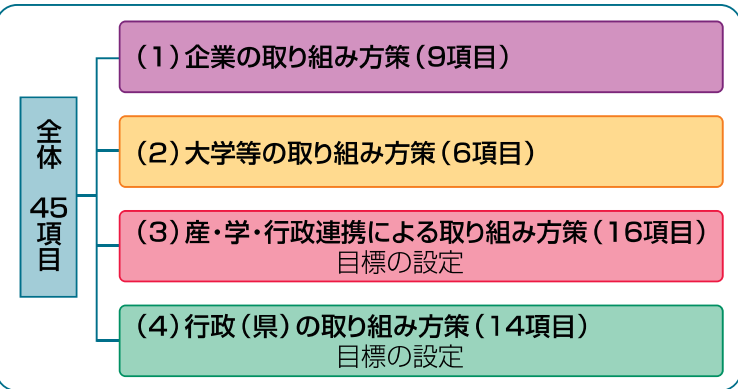 全体 45項目
(1)企業の取り組み方策(9項目)
(2)大学等の取り組み方策(6項目)
(3)産・学・行政連携による取り組み方策(16項目)
目標の設定
(4)行政(県)の取り組み方策(14項目)
目標の設定